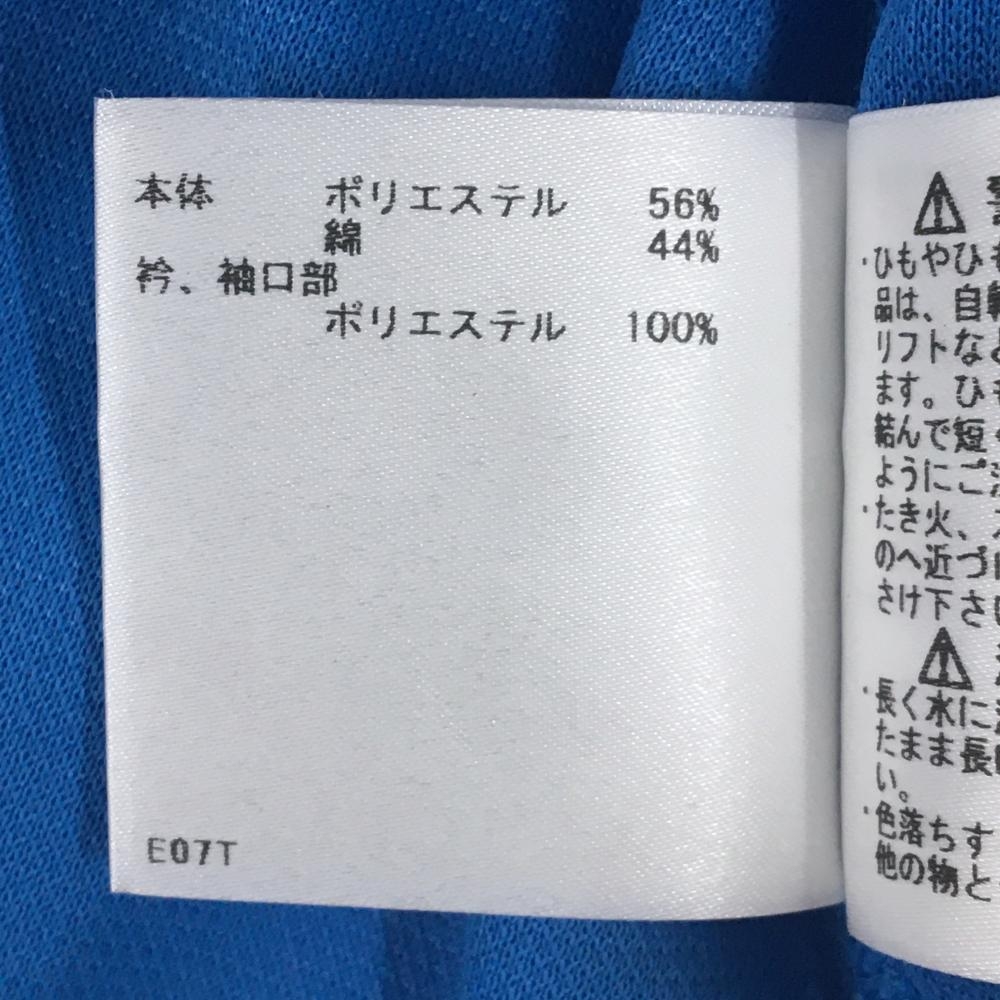 本体 ポリエステル 56%
綿 44%
衿、袖口部
ポリエステル 100%
E07T
・ひもやひ
品は、自転
リフトなど
ます。ひも
結んで短く
ようにご注
・たき火、
のへ近づけ
さけ下さい
・長く水に
たまま長
い。
・色落ちす
他の物と